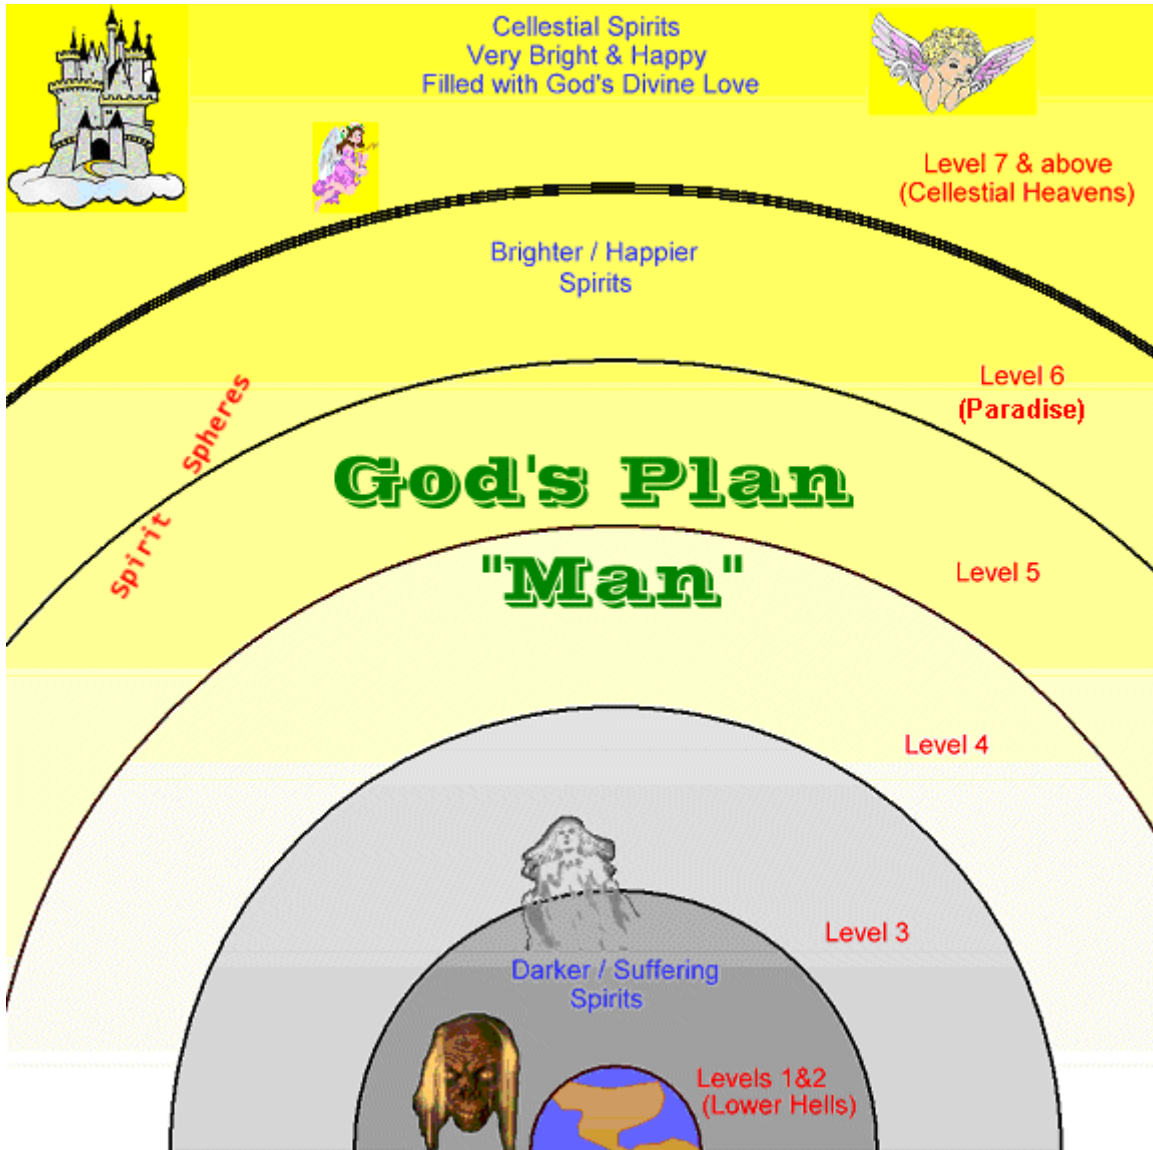 Cellestial Spirits
Very Bright & Happy
Filled with God's Divine Love
Level 7 & above
(Cellestial Heavens)
Brighter / Happier
Spirits
Level 6
(Paradise)
Spirit Spheres
God's Plan
"Man"
Level 5
Level 4
Level 3
Darker / Suffering
Spirits
Levels 1&2
(Lower Hells)